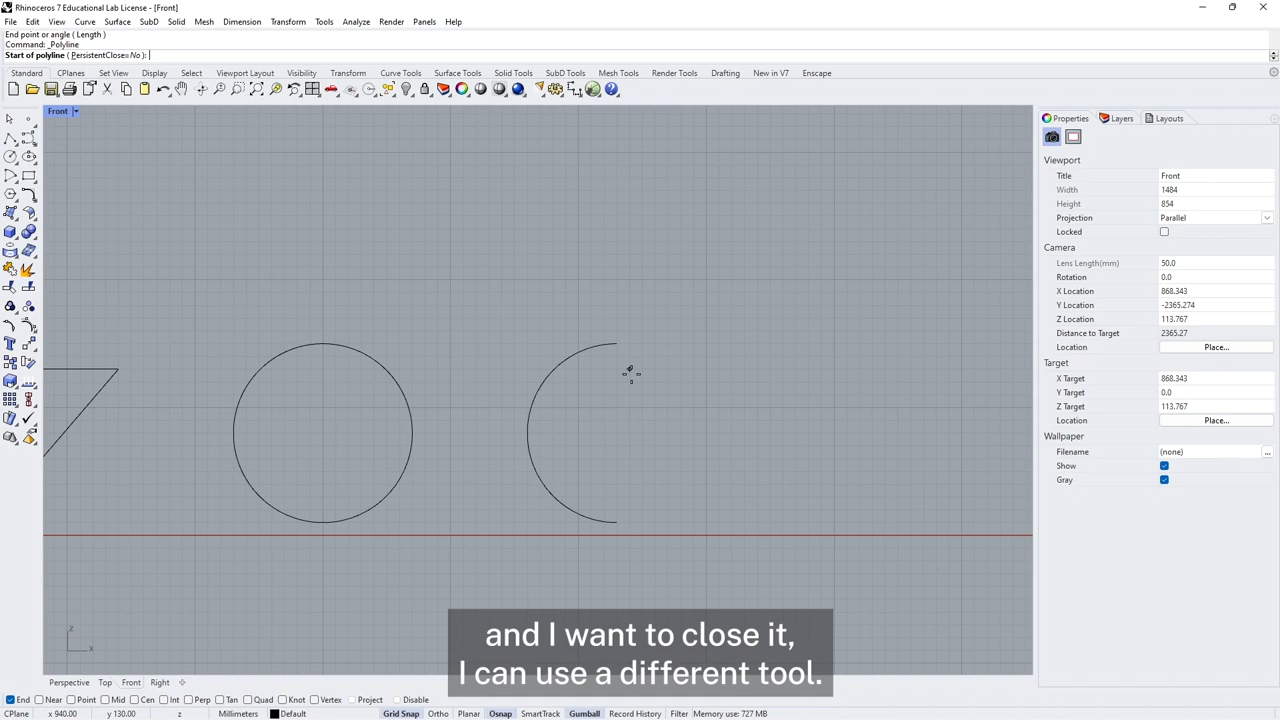 Rhinoceros 7 Educational Lab License - [Front]
File Edit View Curve Surface SubD Solid Mesh Dimension Transform Tools Analyze Render Panels Help
End point or angle ( Length )
Command: _Polyline
Start of polyline ( PersistentClose=No ):
Standard CPlanes Set View Display Select Viewport Layout Visibility Transform Curve Tools Surface Tools Solid Tools SubD Tools Mesh Tools Render Tools Drafting New in V7 Enscape
Front
Properties Layers Layouts
Viewport
Title Front
Width 1484
Height 854
Projection Parallel
Locked
Camera
Lens Length(mm) 50.0
Rotation 0.0
X Location 868.343
Y Location -2365.274
Z Location 113.767
Distance to Target 2365.27
Location Place...
Target
X Target 868.343
Y Target 0.0
Z Target 113.767
Location Place...
Wallpaper
Filename (none) ...
Show
Gray
and I want to close it,
I can use a different tool.
z
x
Perspective Top Front Right
End Near Point Mid Cen Int Perp Tan Quad Knot Vertex Project Disable
CPlane x 940.00 y 130.00 z Millimeters Default Grid Snap Ortho Planar Osnap SmartTrack Gumball Record History Filter Memory use: 727 MB